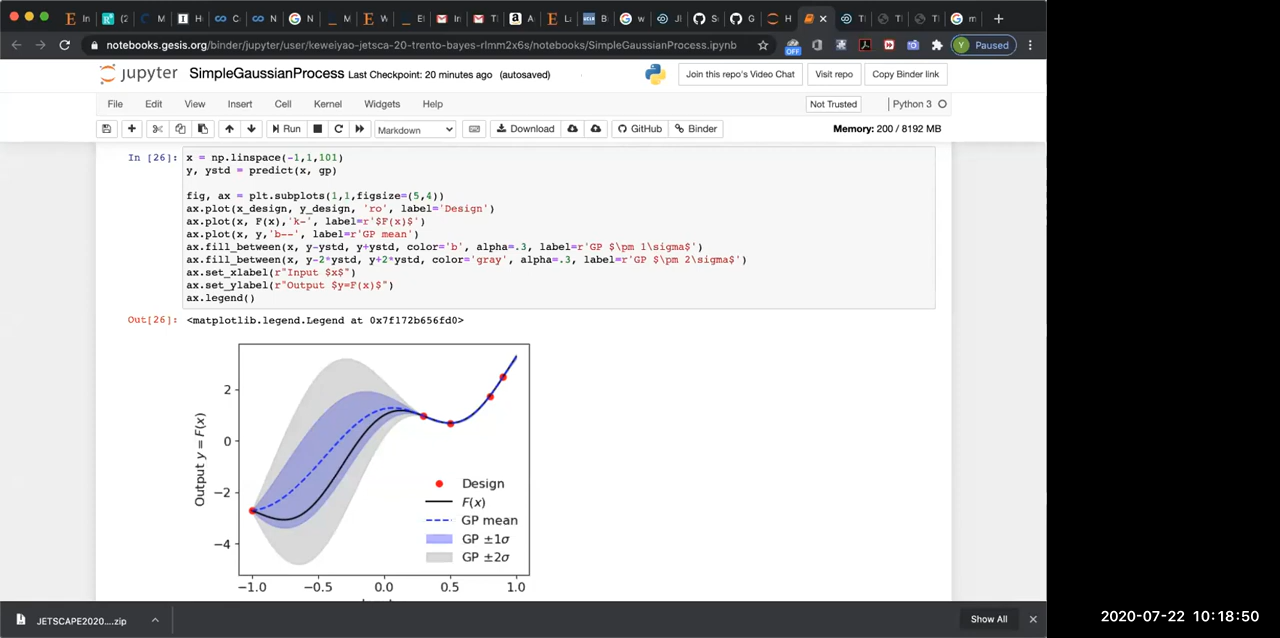 In
(2
M
H
C
N
N
M
W
Et
In
T
A
La
B
w
Jl
S
G
H
Tl
T
T
m
notebooks.gesis.org/binder/jupyter/user/keweiyao-jetsca-20-trento-bayes-rlmm2x6s/notebooks/SimpleGaussianProcess.ipynb
OFF
Y Paused
jupyter SimpleGaussianProcess Last Checkpoint: 20 minutes ago (autosaved)
Join this repo's Video Chat Visit repo Copy Binder link
File Edit View Insert Cell Kernel Widgets Help Not Trusted Python 3
Run Markdown Download GitHub Binder Memory: 200 / 8192 MB
In [26]: x = np.linspace(-1,1,101)
y, ystd = predict(x, gp)
fig, ax = plt.subplots(1,1,figsize=(5,4))
ax.plot(x_design, y_design, 'ro', label='Design')
ax.plot(x, F(x),'k-', label=r'$F(x)$')
ax.plot(x, y,'b--', label=r'GP mean')
ax.fill_between(x, y-ystd, y+ystd, color='b', alpha=.3, label=r'GP $\pm 1\sigma$')
ax.fill_between(x, y-2*ystd, y+2*ystd, color='gray', alpha=.3, label=r'GP $\pm 2\sigma$')
ax.set_xlabel(r"Input $x$")
ax.set_ylabel(r"Output $y=F(x)$")
ax.legend()
Out[26]: <matplotlib.legend.Legend at 0x7f172b656fd0>
Output y = F(x)
2
0
−2
−4
Design
F(x)
GP mean
GP ±1σ
GP ±2σ
−1.0 −0.5 0.0 0.5 1.0
JETSCAPE2020....zip
Show All
2020-07-22 10:18:50